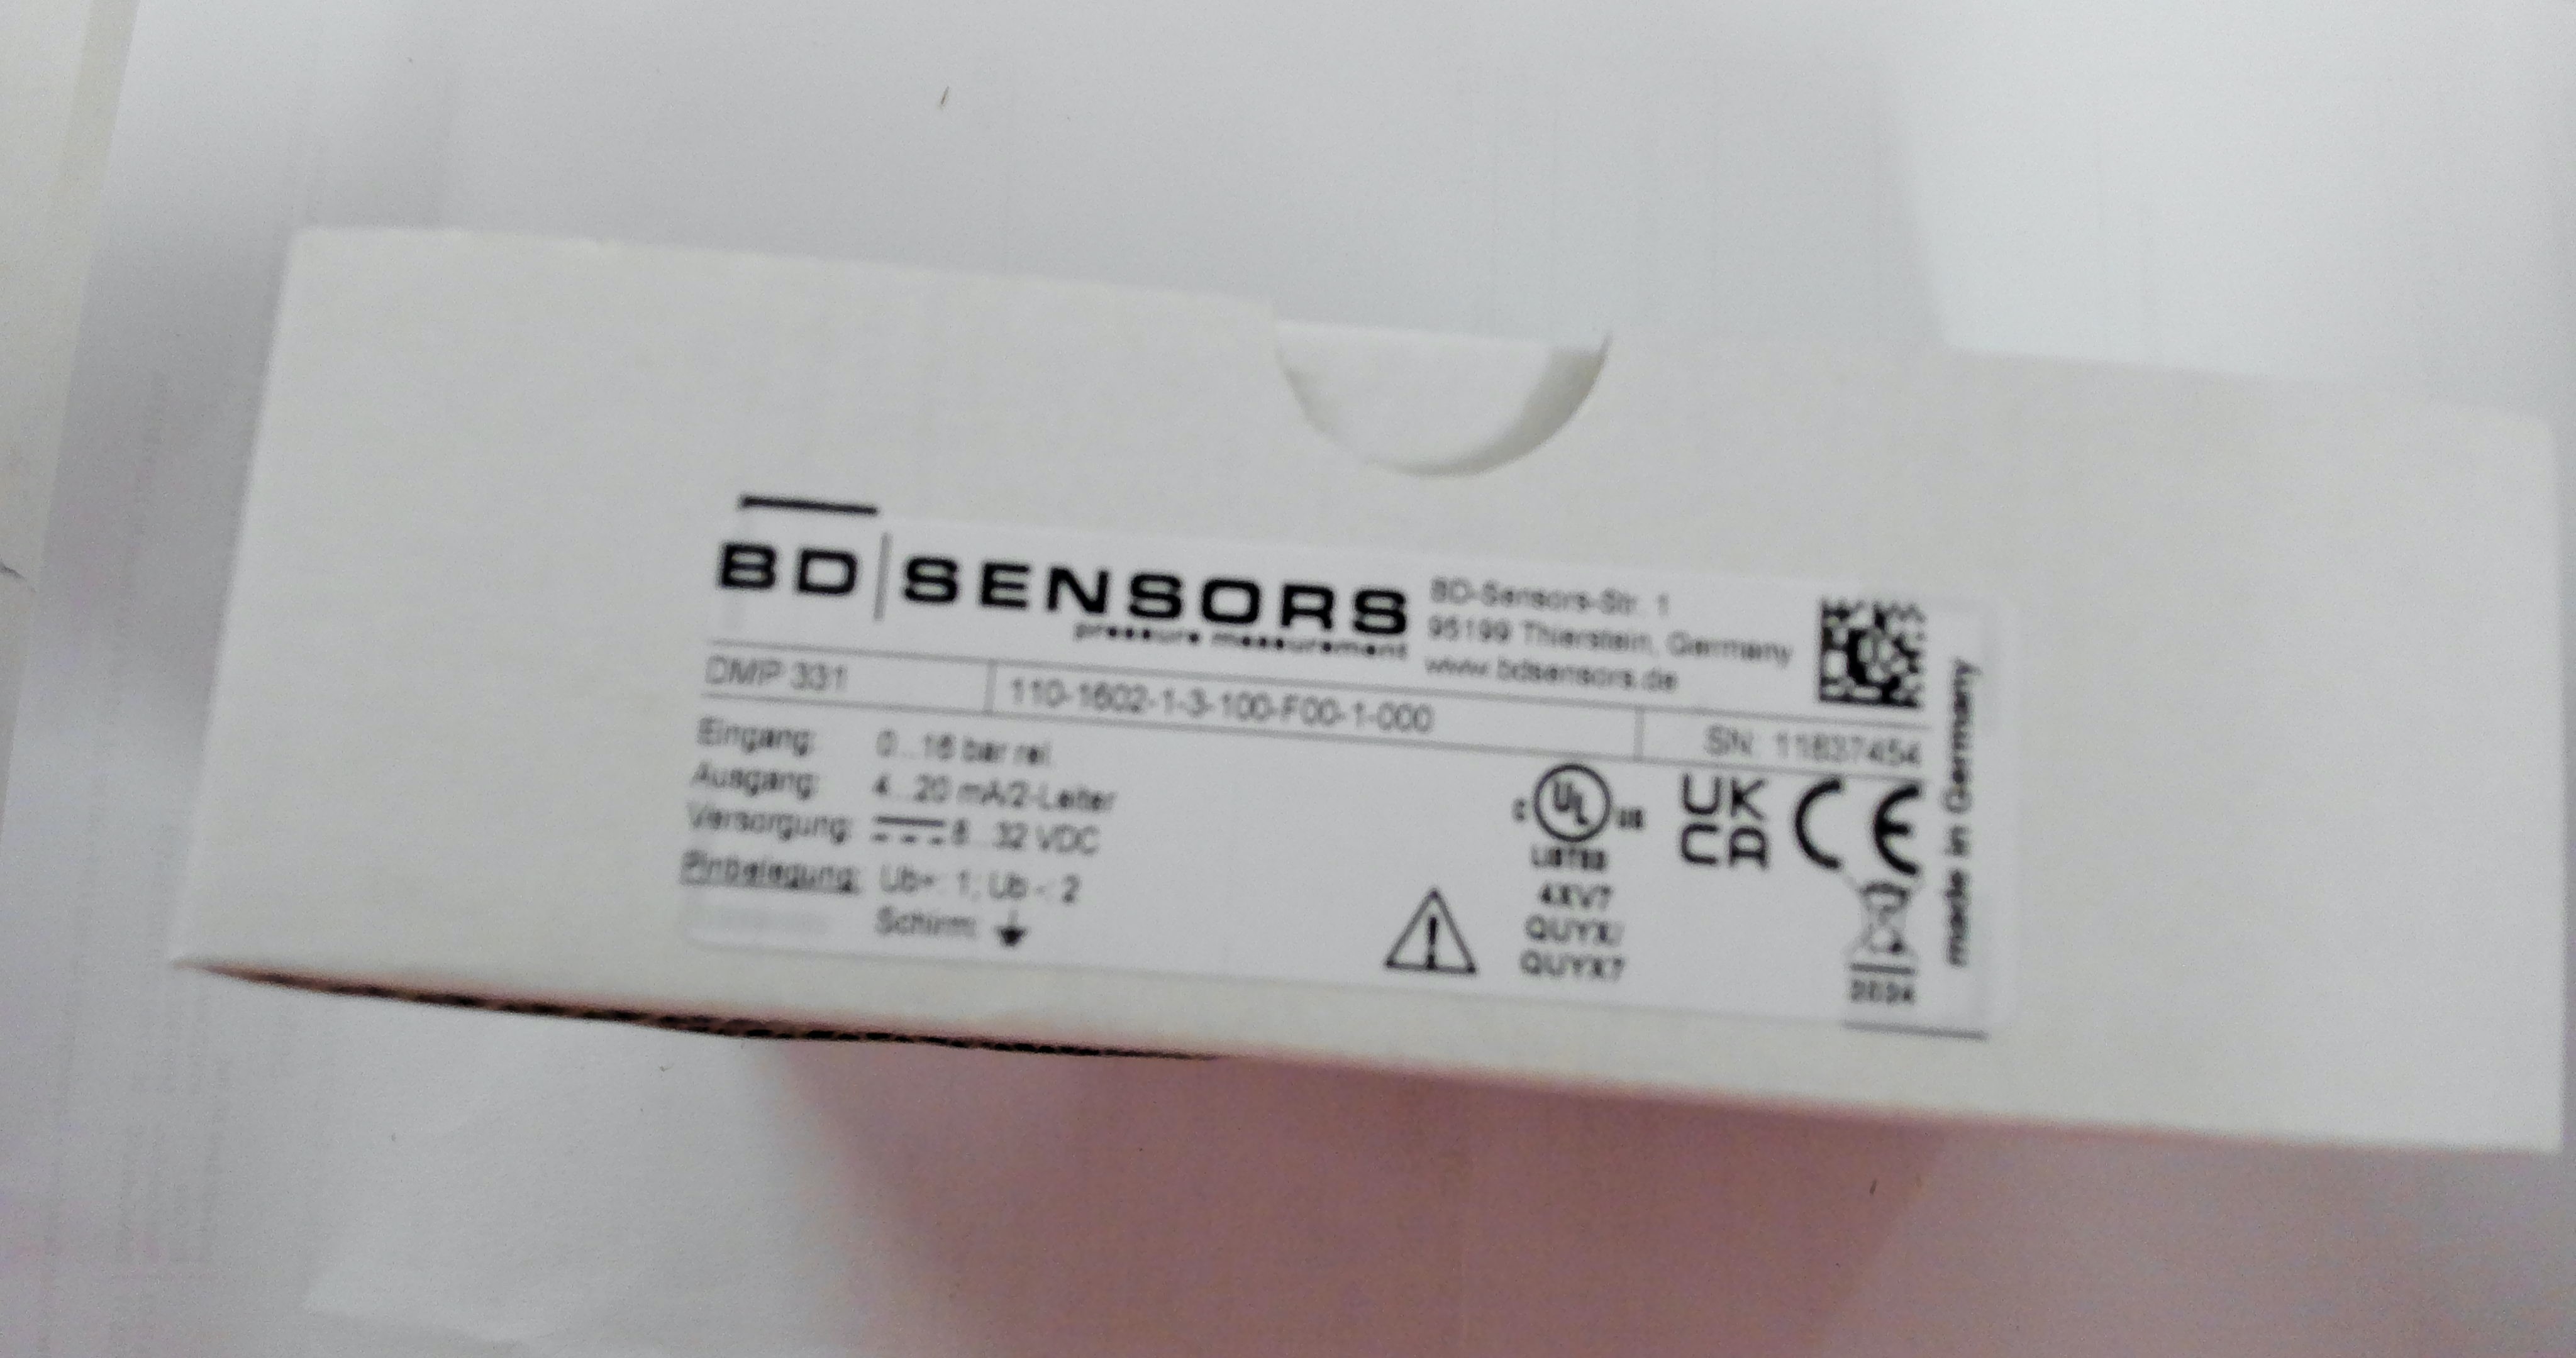 BD SENSORS
pressure measurement
BD-Sensors-Str. 1
95199 Thierstein, Germany
www.bdsensors.de
DMP 331
110-1602-1-3-100-F00-1-000
SN: 11837454
Eingang: 0...16 bar rel.
Ausgang: 4...20 mA/2-Leiter
Versorgung: 8...32 VDC
Pinbelegung: Ub+: 1; Ub -: 2
Schirm:
C UL US
LISTED
4XV7
QUYX/
QUYX7
UK
CA
CE
2024
made in Germany